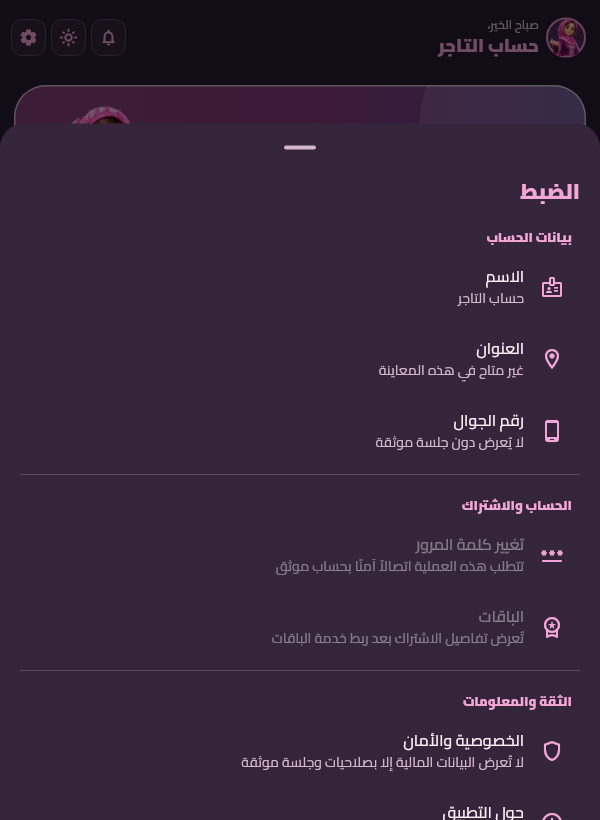 صباح الخير،
حساب التاجر
الضبط
بيانات الحساب
الاسم
حساب التاجر
العنوان
غير متاح في هذه المعاينة
رقم الجوال
لا يُعرض دون جلسة موثقة
الحساب والاشتراك
تغيير كلمة المرور
تتطلب هذه العملية اتصالاً آمنًا بحساب موثق
الباقات
تُعرض تفاصيل الاشتراك بعد ربط خدمة الباقات
الثقة والمعلومات
الخصوصية والأمان
لا تُعرض البيانات المالية إلا بصلاحيات وجلسة موثقة
حول التطبيق